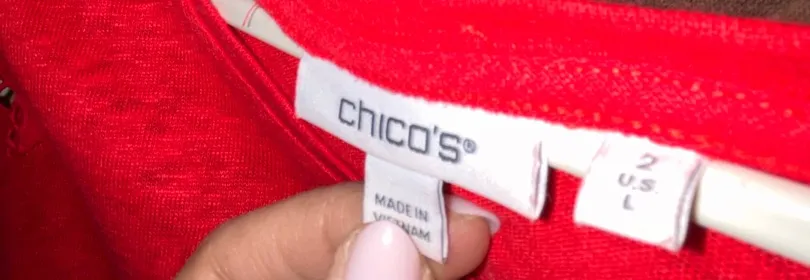 chico's®
MADE IN
VIETNAM
2
U.S.
L